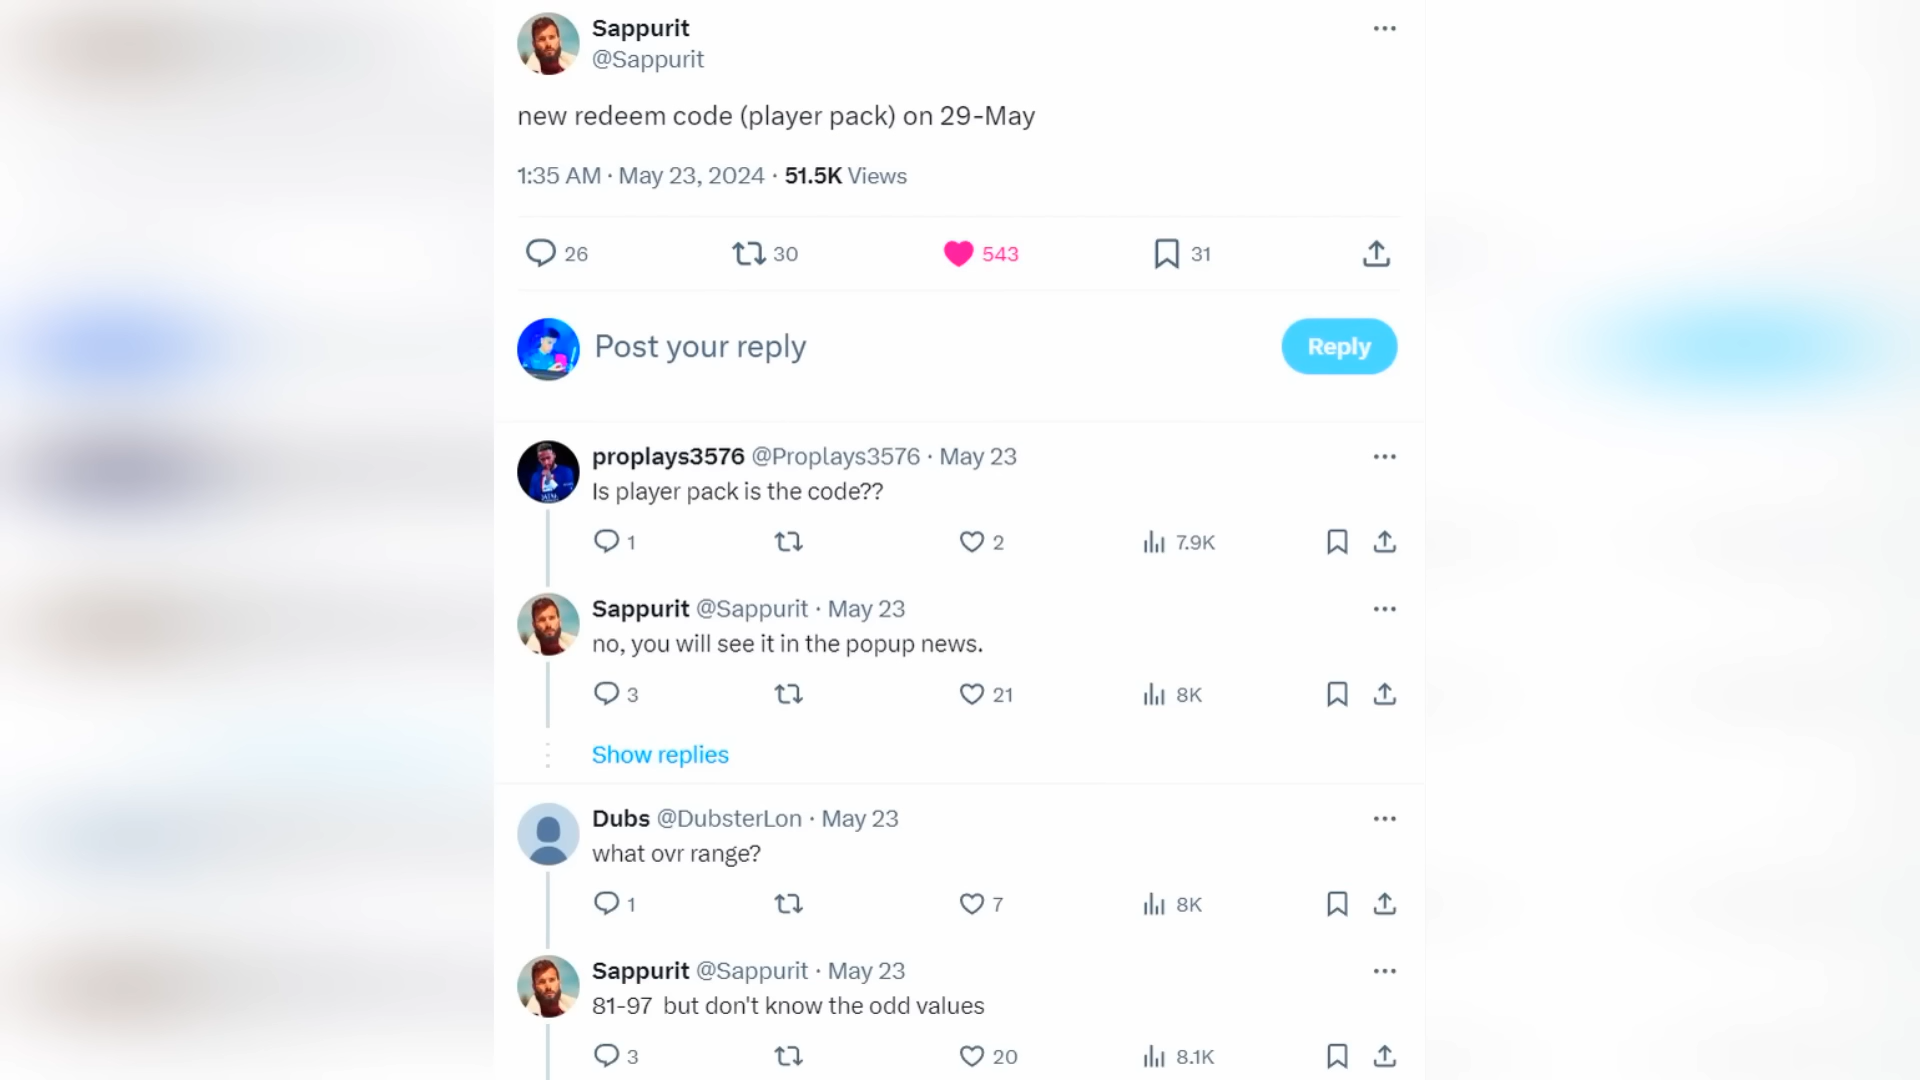 Sappurit
@Sappurit
new redeem code (player pack) on 29-May
1:35 AM · May 23, 2024 · 51.5K Views
26 30 543 31
Post your reply
Reply
proplays3576 @Proplays3576 · May 23
Is player pack is the code??
1 2 7.9K
Sappurit @Sappurit · May 23
no, you will see it in the popup news.
3 21 8K
Show replies
Dubs @DubsterLon · May 23
what ovr range?
1 7 8K
Sappurit @Sappurit · May 23
81-97 but don't know the odd values
3 20 8.1K